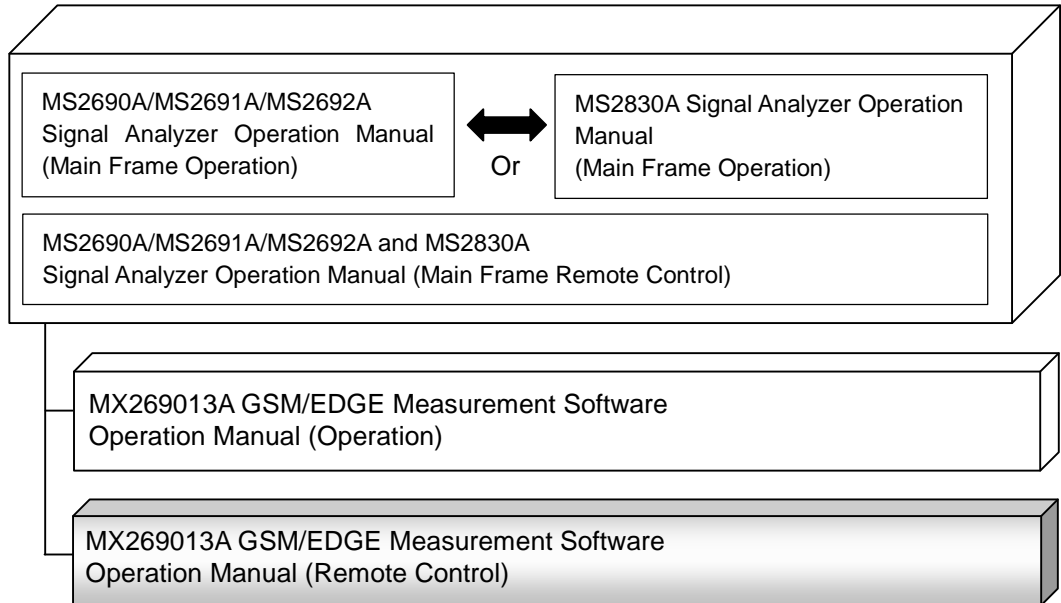 MS2690A/MS2691A/MS2692A
Signal Analyzer Operation Manual
(Main Frame Operation)
Or
MS2830A Signal Analyzer Operation
Manual
(Main Frame Operation)
MS2690A/MS2691A/MS2692A and MS2830A
Signal Analyzer Operation Manual (Main Frame Remote Control)
MX269013A GSM/EDGE Measurement Software
Operation Manual (Operation)
MX269013A GSM/EDGE Measurement Software
Operation Manual (Remote Control)